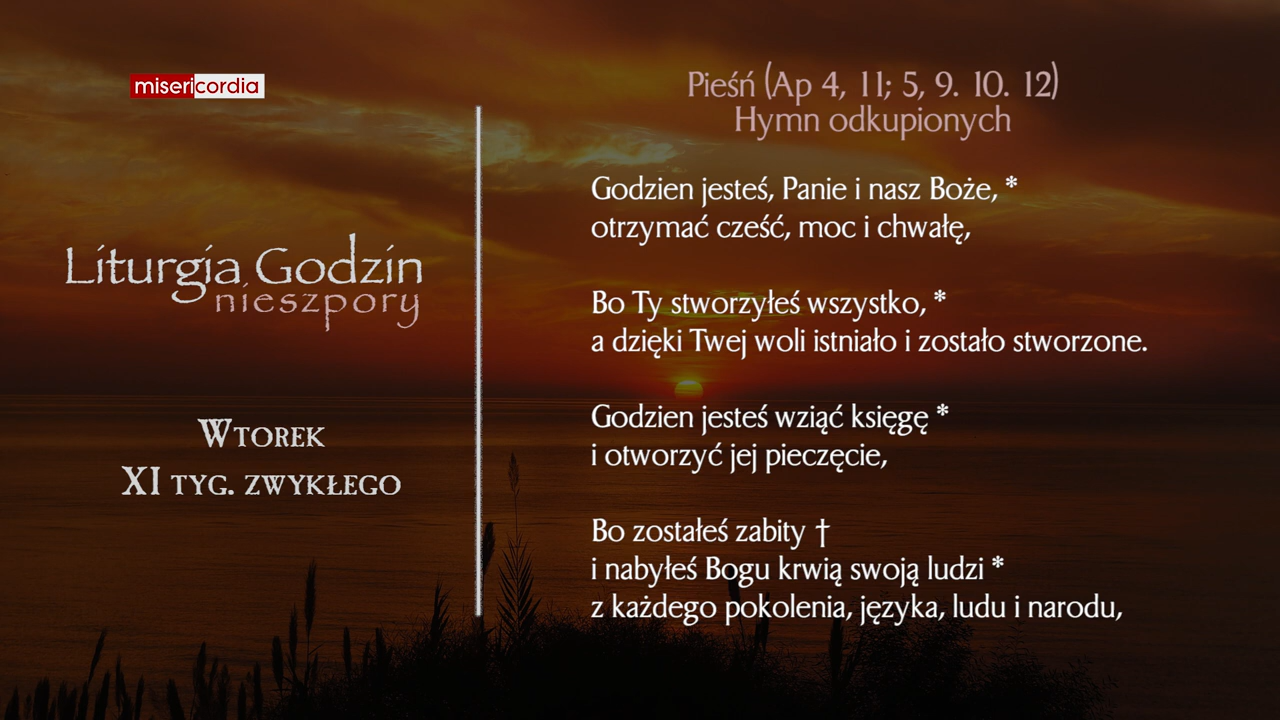 misericordia
Liturgia Godzin
nieszpory
Wtorek
XI tyg. zwykłego
Pieśń (Ap 4, 11; 5, 9. 10. 12)
Hymn odkupionych
Godzien jesteś, Panie i nasz Boże, *
otrzymać cześć, moc i chwałę,
Bo Ty stworzyłeś wszystko, *
a dzięki Twej woli istniało i zostało stworzone.
Godzien jesteś wziąć księgę *
i otworzyć jej pieczęcie,
Bo zostałeś zabity †
i nabyłeś Bogu krwią swoją ludzi *
z każdego pokolenia, języka, ludu i narodu,